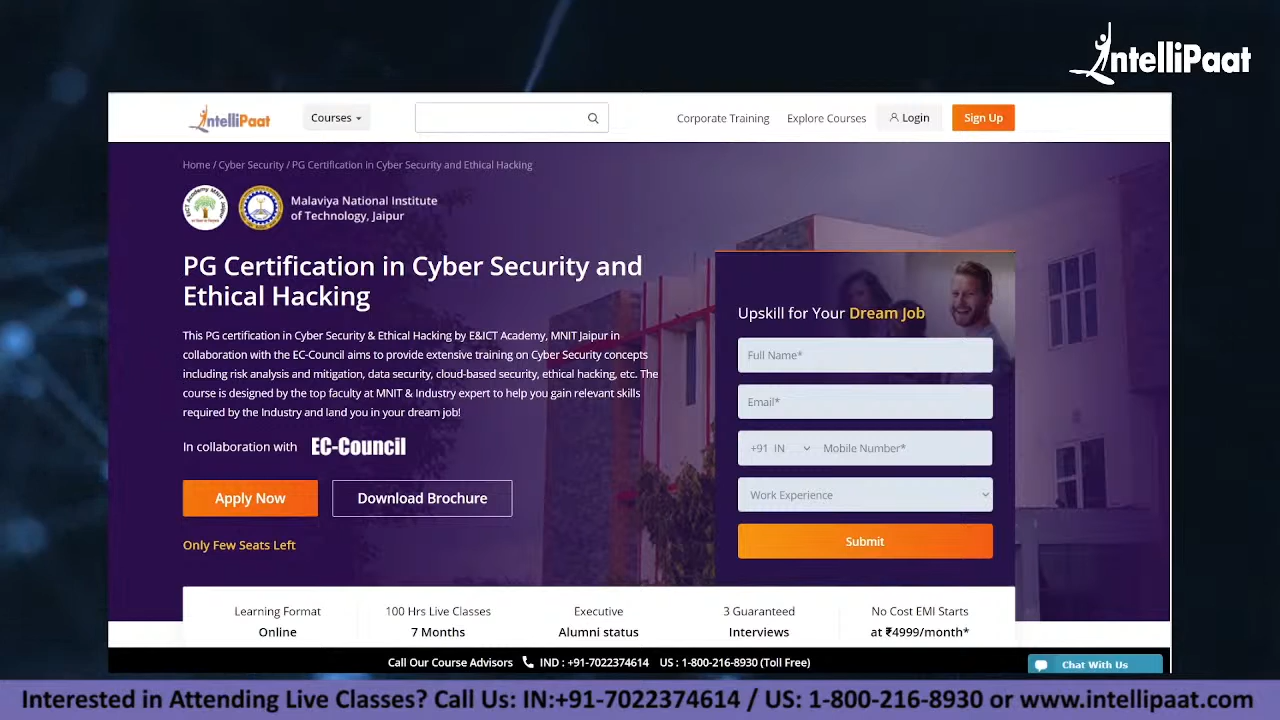 IntelliPaat
IntelliPaat
Courses
Corporate Training
Explore Courses
Login
Sign Up
Home / Cyber Security / PG Certification in Cyber Security and Ethical Hacking
Malaviya National Institute
of Technology, Jaipur
PG Certification in Cyber Security and
Ethical Hacking
This PG certification in Cyber Security & Ethical Hacking by E&ICT Academy, MNIT Jaipur in
collaboration with the EC-Council aims to provide extensive training on Cyber Security concepts
including risk analysis and mitigation, data security, cloud-based security, ethical hacking, etc. The
course is designed by the top faculty at MNIT & Industry expert to help you gain relevant skills
required by the Industry and land you in your dream job!
In collaboration with EC-Council
Apply Now
Download Brochure
Only Few Seats Left
Upskill for Your Dream Job
Full Name*
Email*
+91 IN Mobile Number*
Work Experience
Submit
Learning Format
Online
100 Hrs Live Classes
7 Months
Executive
Alumni status
3 Guaranteed
Interviews
No Cost EMI Starts
at ₹4999/month*
Call Our Course Advisors IND : +91-7022374614 US : 1-800-216-8930 (Toll Free)
Chat With Us
Interested in Attending Live Classes? Call Us: IN:+91-7022374614 / US: 1-800-216-8930 or www.intellipaat.com